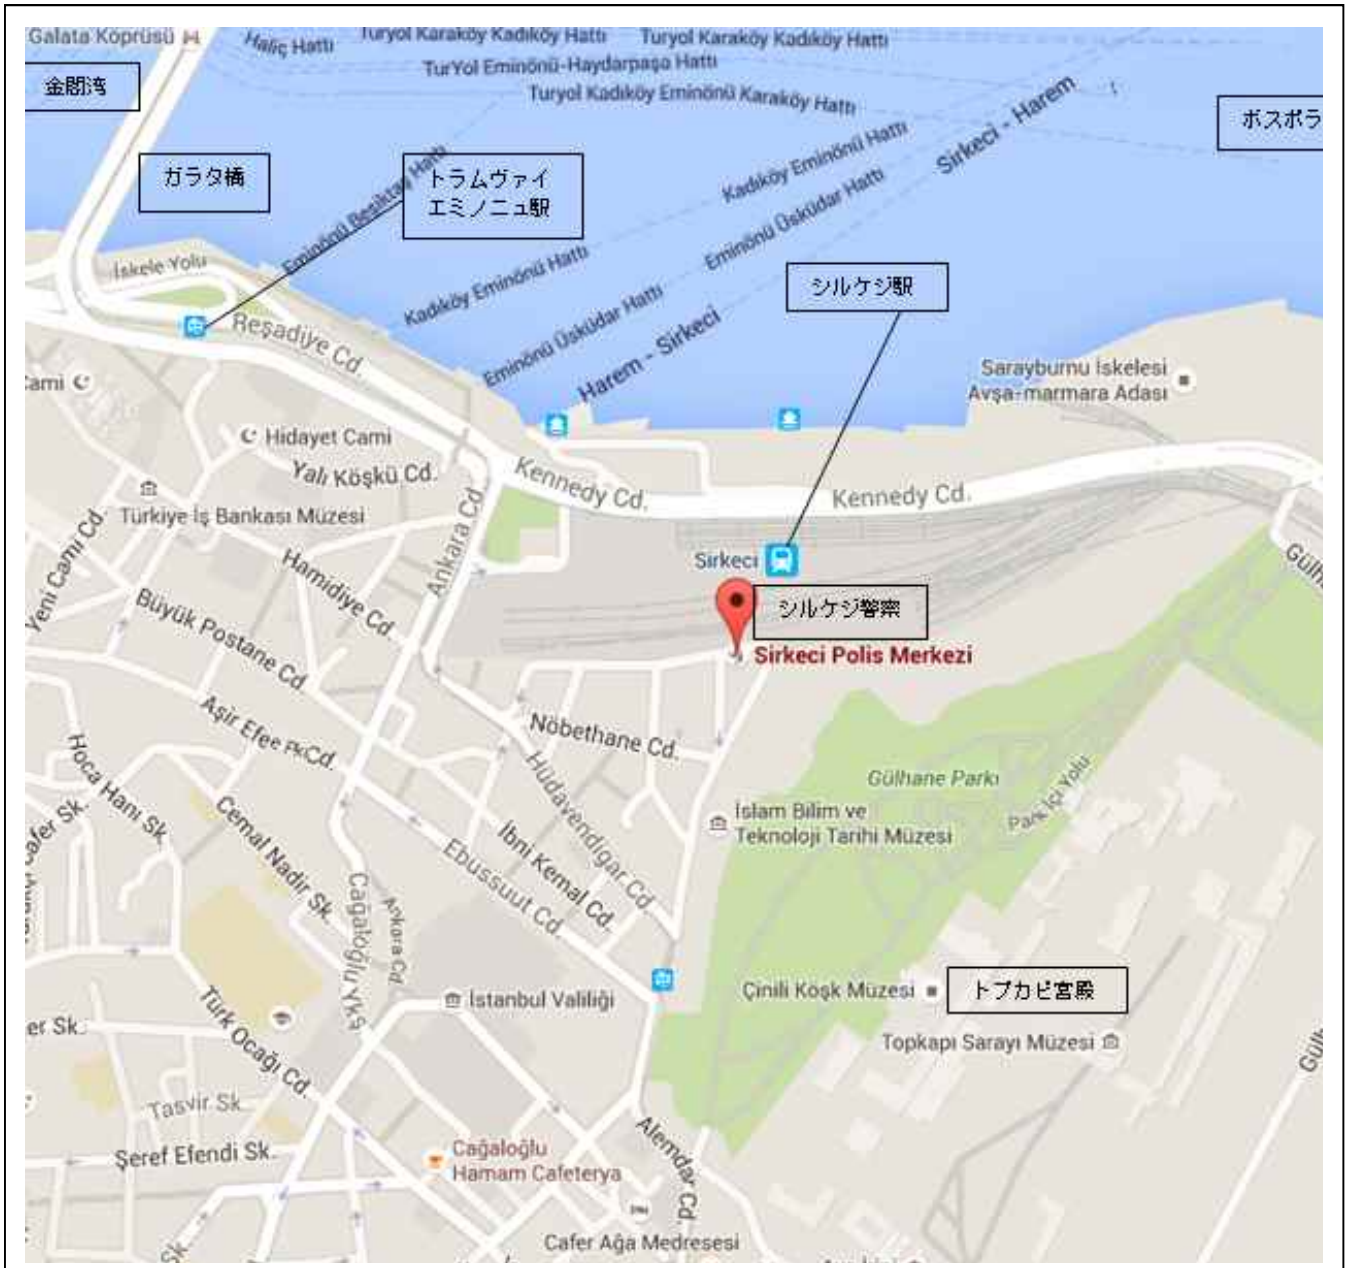 Galata Köprüsü
Haliç Hattı
Turyol Karaköy Kadıköy Hattı
Turyol Karaköy Kadıköy Hattı
TurYol Eminönü-Haydarpaşa Hattı
Turyol Kadıköy Eminönü Karaköy Hattı
金閣湾
ボスポラ
ガラタ橋
トラムヴァイ
エミノニュ駅
Eminönü Beşiktaş Hattı
Kadıköy Eminönü Hattı
Sirkeci - Harem
Eminönü Üsküdar Hattı
Kadıköy Eminönü Hattı
İskele Yolu
シルケジ駅
Eminönü Üsküdar Hattı
Harem - Sirkeci
Reşadiye Cd.
Sarayburnu İskelesi
Avşa-marmara Adası
Cami
Hidayet Cami
Yalı Köşkü Cd.
Kennedy Cd.
Kennedy Cd.
Türkiye İş Bankası Müzesi
Ankara Cd.
Yeni Cami Cd.
Hamidiye Cd.
Sirkeci
シルケジ警察
Sirkeci Polis Merkezi
Büyük Postane Cd.
Aşir Efendi Cd.
Nöbethane Cd.
Hoca Hanı Sk.
Hüdavendigar Cd.
Gülhane Parkı
Park İçi Yolu
İslam Bilim ve
Teknoloji Tarihi Müzesi
Cemal Nadir Sk.
İbni Kemal Cd.
Ebussuut Cd.
Cağaloğlu Ykş
Ankara Cd.
İstanbul Valiliği
Çinili Köşk Müzesi
トプカピ宮殿
Topkapı Sarayı Müzesi
er Sk.
Türk Ocağı Cd.
Tasvir Sk.
Şeref Efendi Sk.
Cağaloğlu
Hamam Cafeterya
Alemdar Cd.
Cafer Ağa Medresesi
Sk.